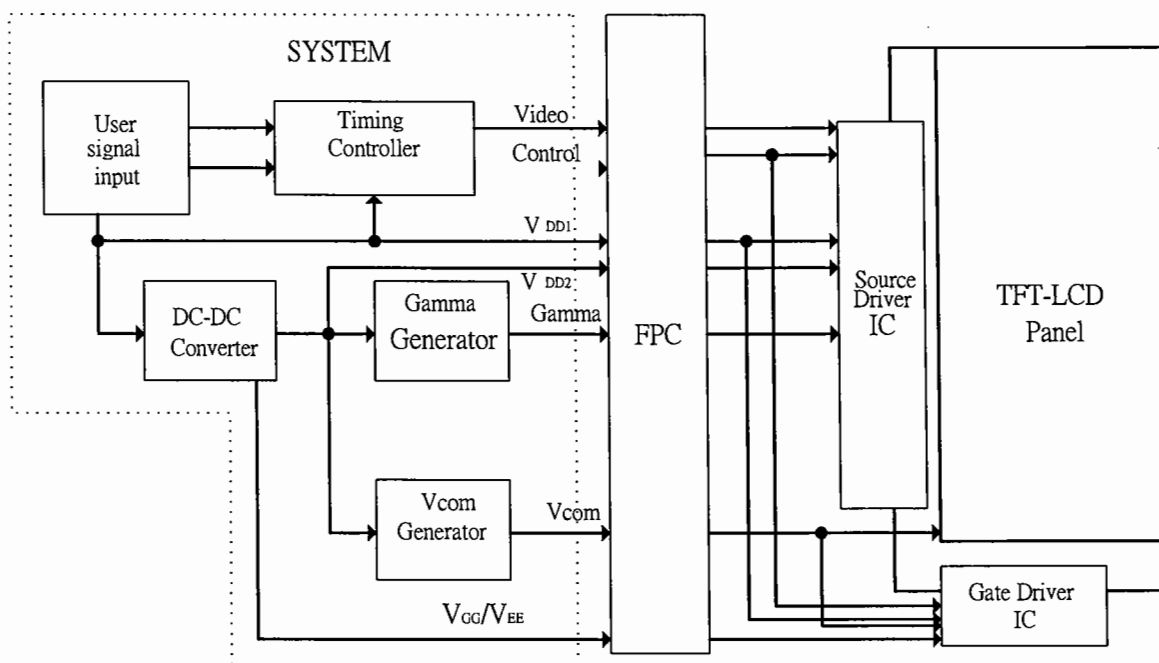 SYSTEM
User
signal
input
Timing
Controller
Video
Control
V DD1
V DD2
DC-DC
Converter
Gamma
Generator
Gamma
FPC
Source
Driver
IC
TFT-LCD
Panel
Vcom
Generator
Vcom
VGG/VEE
Gate Driver
IC